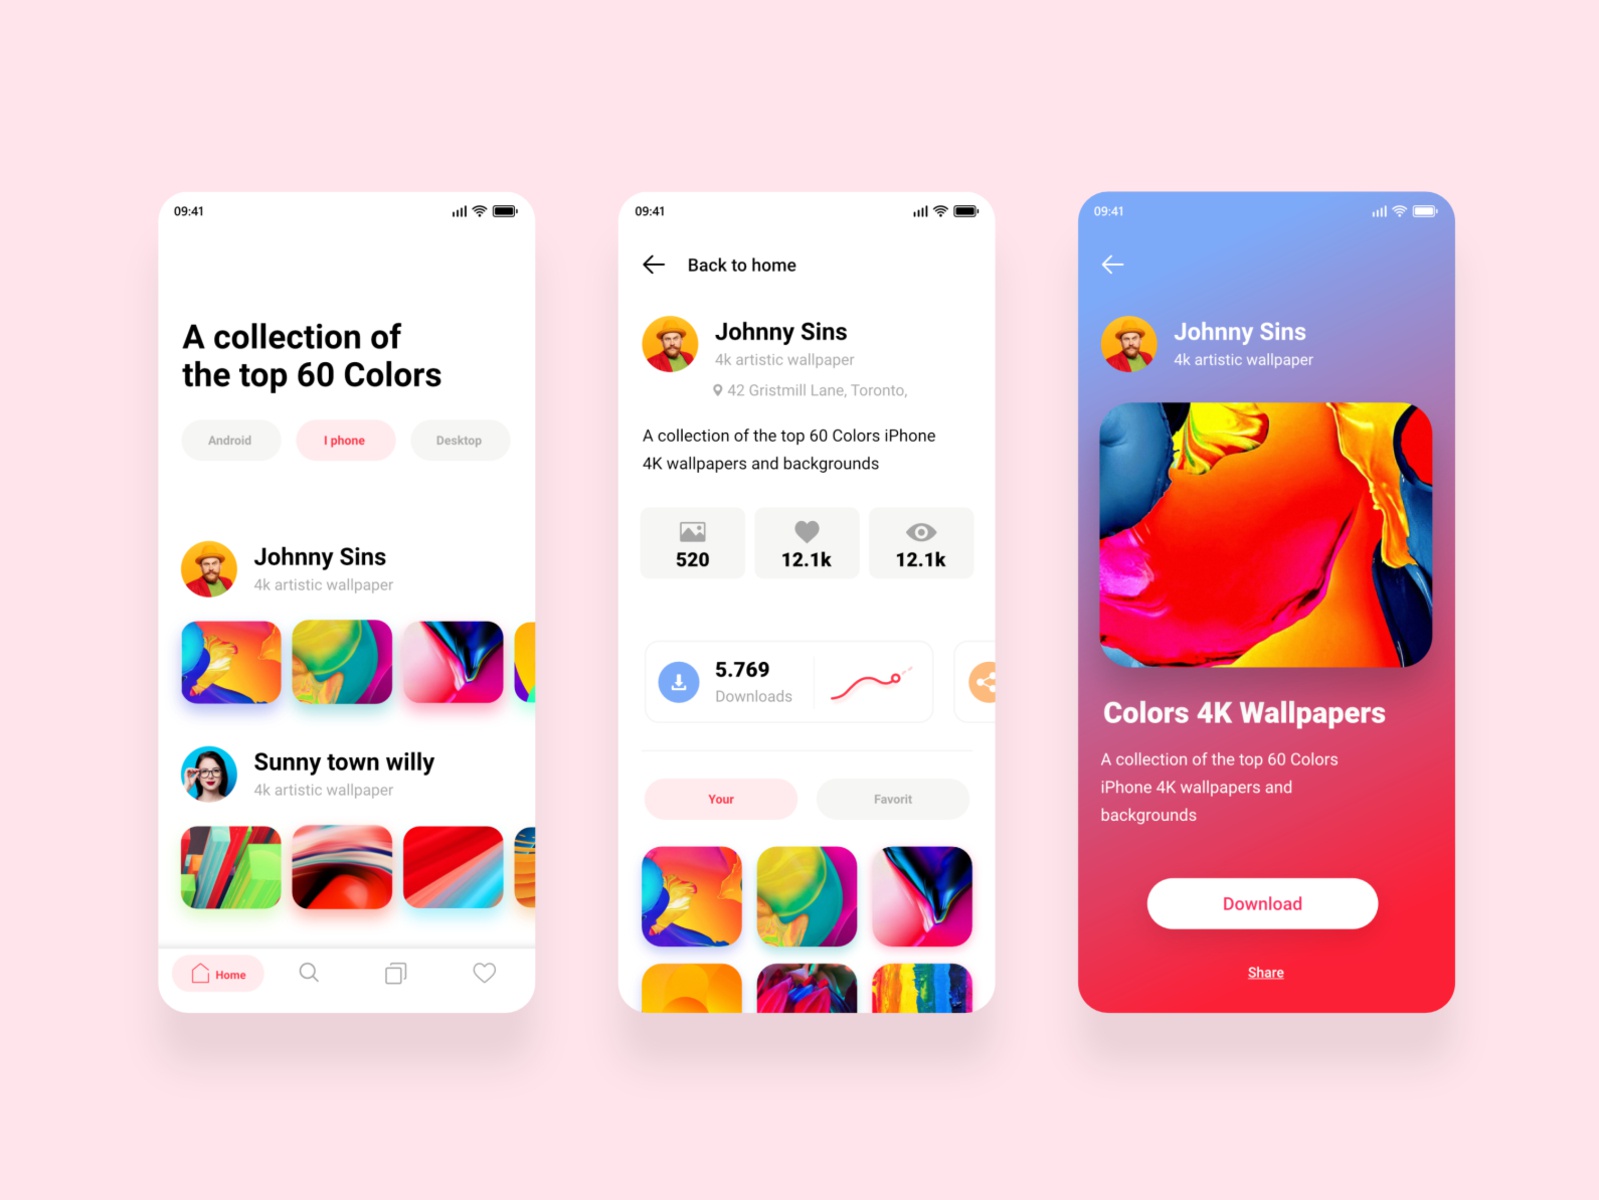 09:41
A collection of
the top 60 Colors
Android
I phone
Desktop
Johnny Sins
4k artistic wallpaper
Sunny town willy
4k artistic wallpaper
Home
09:41
Back to home
Johnny Sins
4k artistic wallpaper
42 Gristmill Lane, Toronto,
A collection of the top 60 Colors iPhone
4K wallpapers and backgrounds
520
12.1k
12.1k
5.769
Downloads
Your
Favorit
09:41
Johnny Sins
4k artistic wallpaper
Colors 4K Wallpapers
A collection of the top 60 Colors
iPhone 4K wallpapers and
backgrounds
Download
Share